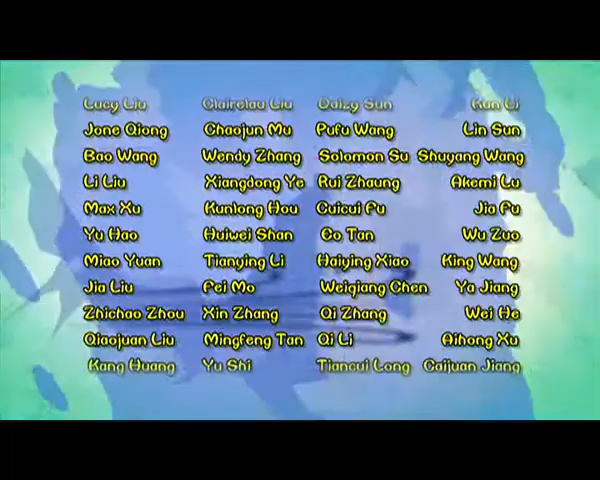 Lucy Liu Clairelau Liu Daizy Sun Kun Li
Jone Qiong Chaojun Mu Pufu Wang Lin Sun
Bao Wang Wendy Zhang Solomon Su Shuyang Wang
Li Liu Xiangdong Ye Rui Zhaung Akemi Lu
Max Xu Kunlong Hou Cuicui Fu Jia Fu
Yu Hao Huiwei Shan Eo Tan Wu Zuo
Miao Yuan Tianying Li Haiying Xiao King Wang
Jia Liu Fei Mo Weiqiang Chen Ya Jiang
Zhichao Zhou Xin Zhang Qi Zhang Wei He
Qiaojuan Liu Mingfeng Tan Qi Li Aihong Xu
Kang Huang Yu Shi Tiancui Long Caijuan Jiang